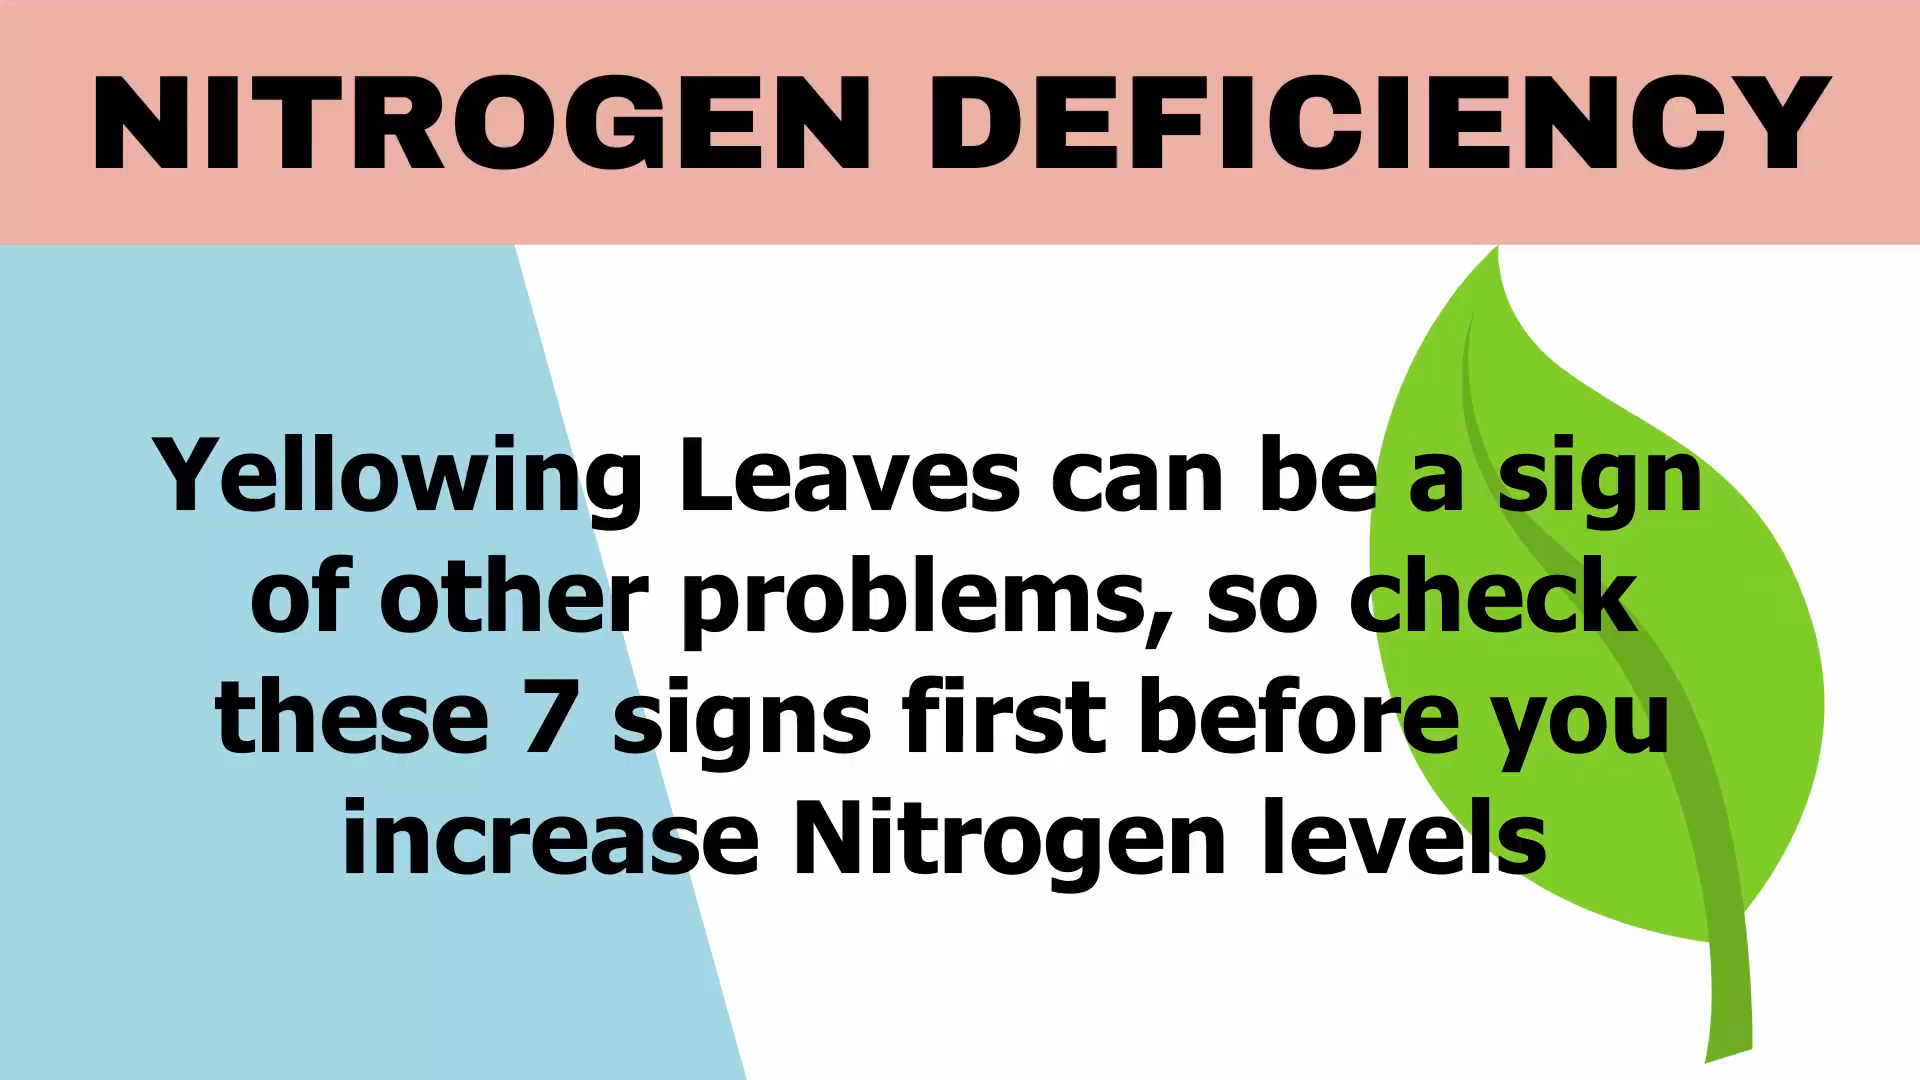 NITROGEN DEFICIENCY
Yellowing Leaves can be a sign
of other problems, so check
these 7 signs first before you
increase Nitrogen levels